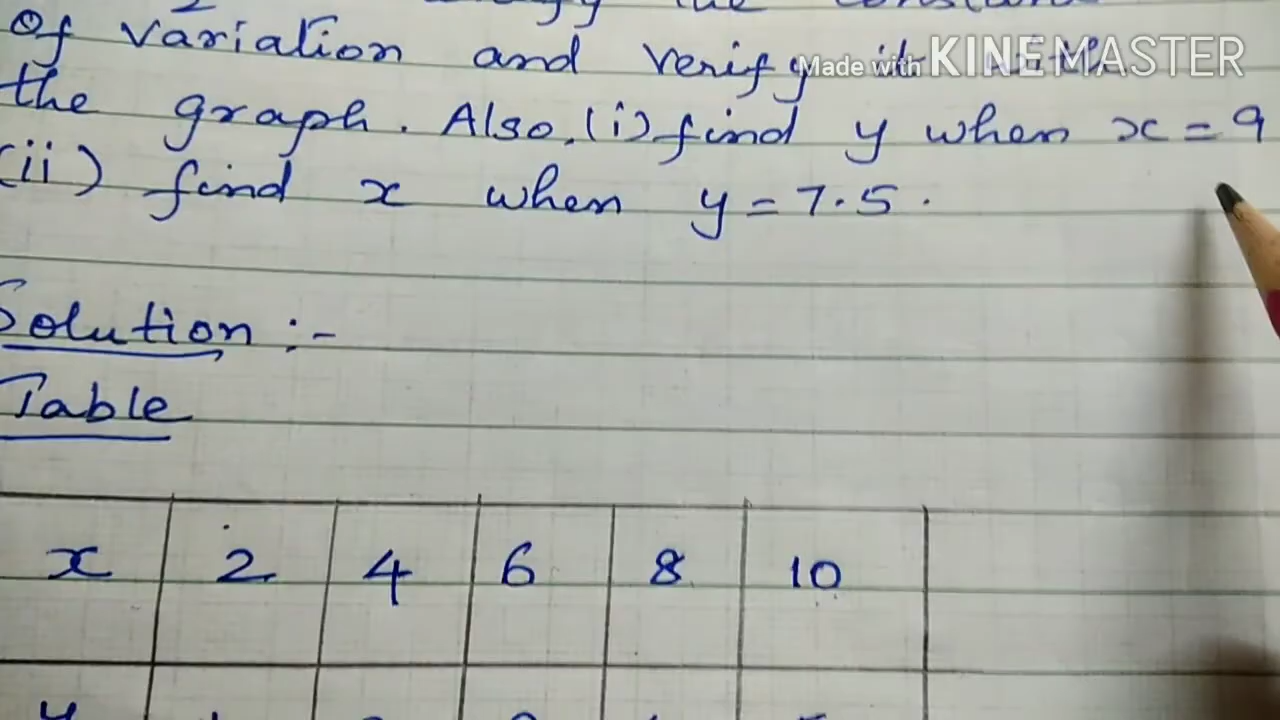 of variation and verify it with
the graph. Also, (i) find y when x = 9
(ii) find x when y = 7.5.
Made with KINEMASTER
Solution :-
Table
x 2 4 6 8 10
y